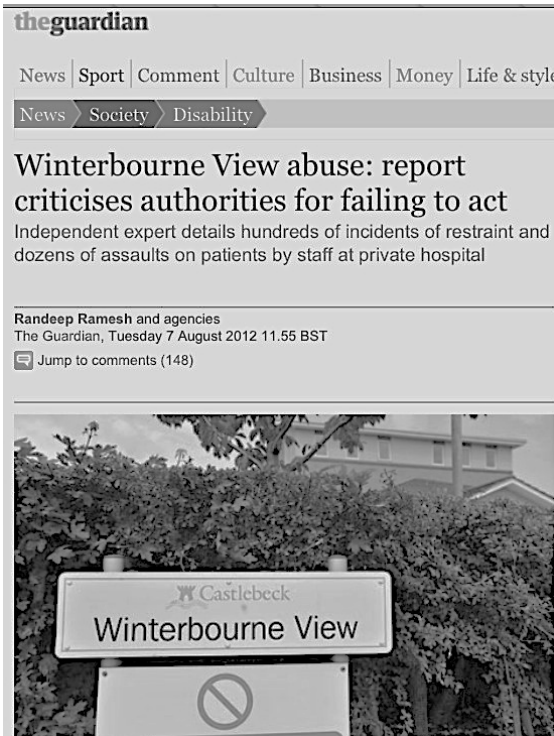 theguardian
News Sport Comment Culture Business Money Life & style
News Society Disability
Winterbourne View abuse: report
criticises authorities for failing to act
Independent expert details hundreds of incidents of restraint and
dozens of assaults on patients by staff at private hospital
Randeep Ramesh and agencies
The Guardian, Tuesday 7 August 2012 11.55 BST
Jump to comments (148)
Castlebeck
Winterbourne View